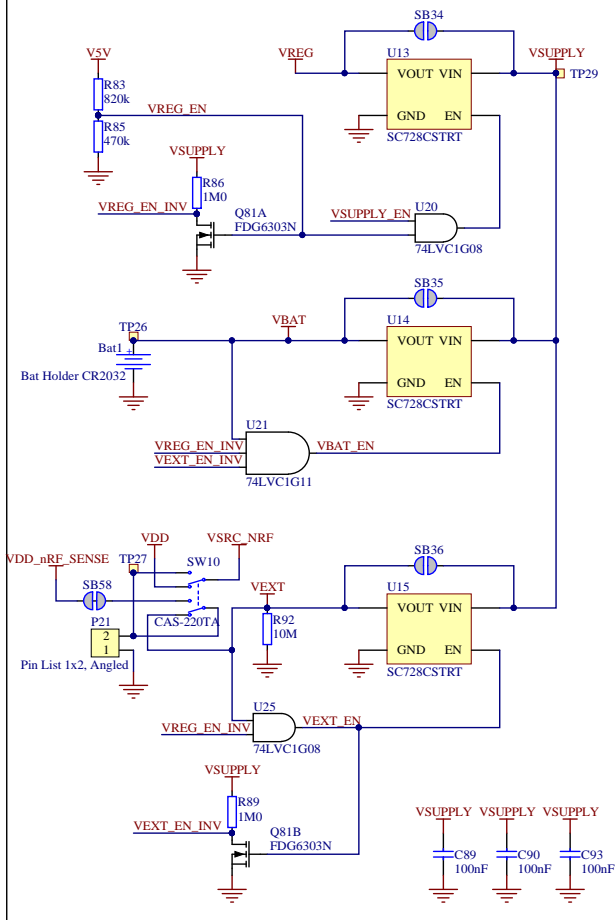 SB34
V5V
VREG
U13
VSUPPLY
TP29
VOUT VIN
R83
820k
VREG_EN
GND EN
R85
470k
SC728CSTRT
VSUPPLY
R86
1M0
U20
VREG_EN_INV
Q81A
FDG6303N
VSUPPLY_EN
74LVC1G08
SB35
TP26
VBAT
U14
VOUT VIN
Bat1
+
Bat Holder CR2032
GND EN
SC728CSTRT
U21
VREG_EN_INV
VEXT_EN_INV
VBAT_EN
74LVC1G11
VDD
VSRC_NRF
SB36
VDD_nRF_SENSE
TP27
SW10
SB58
VEXT
U15
VOUT VIN
P21
CAS-220TA
R92
10M
2
1
GND EN
Pin List 1x2, Angled
SC728CSTRT
U25
VREG_EN_INV
VEXT_EN
74LVC1G08
VSUPPLY
R89
1M0
VEXT_EN_INV
Q81B
FDG6303N
VSUPPLY VSUPPLY VSUPPLY
C89 C90 C93
100nF 100nF 100nF